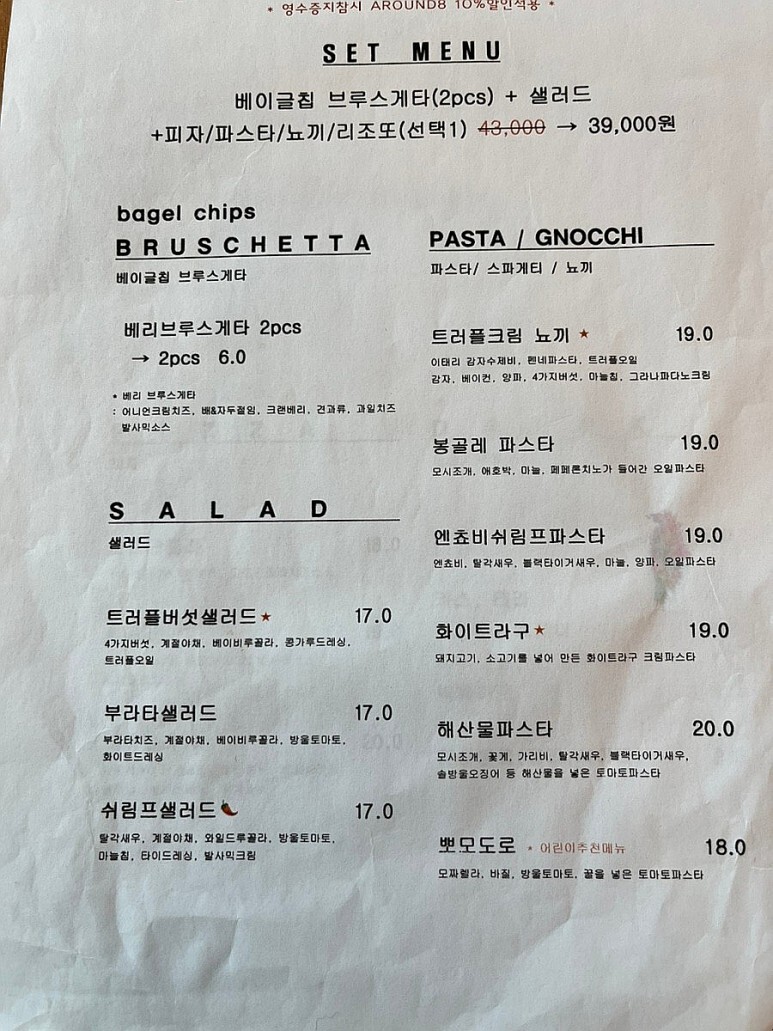 * 영수증지참시 AROUND8 10%할인적용 *
SET MENU
베이글칩 브루스게타(2pcs) + 샐러드
+피자/파스타/뇨끼/리조또(선택1) 43,000 → 39,000원
bagel chips
BRUSCHETTA
베이글칩 브루스게타
베리브루스게타 2pcs
→ 2pcs 6.0
* 베리 브루스게타
: 어니언크림치즈, 배&자두절임, 크랜베리, 견과류, 과일치즈
발사믹소스
SALAD
샐러드
트러플버섯샐러드★ 17.0
4가지버섯, 계절야채, 베이비루꼴라, 콩가루드레싱,
트러플오일
부라타샐러드 17.0
부라타치즈, 계절야채, 베이비루꼴라, 방울토마토,
화이트드레싱
쉬림프샐러드🌶 17.0
탈각새우, 계절야채, 와일드루꼴라, 방울토마토,
마늘칩, 타이드레싱, 발사믹크림
PASTA / GNOCCHI
파스타/ 스파게티 / 뇨끼
트러플크림 뇨끼 ★ 19.0
이태리 감자수제비, 펜네파스타, 트러플오일
감자, 베이컨, 양파, 4가지버섯, 마늘칩, 그라나파다노크림
봉골레 파스타 19.0
모시조개, 애호박, 마늘, 페페론치노가 들어간 오일파스타
엔쵸비쉬림프파스타 19.0
엔쵸비, 탈각새우, 블랙타이거새우, 마늘, 양파, 오일파스타
화이트라구★ 19.0
돼지고기, 소고기를 넣어 만든 화이트라구 크림파스타
해산물파스타 20.0
모시조개, 꽃게, 가리비, 탈각새우, 블랙타이거새우,
솔방울오징어 등 해산물을 넣은 토마토파스타
뽀모도로 * 어린이추천메뉴 18.0
모짜렐라, 바질, 방울토마토, 꿀을 넣은 토마토파스타